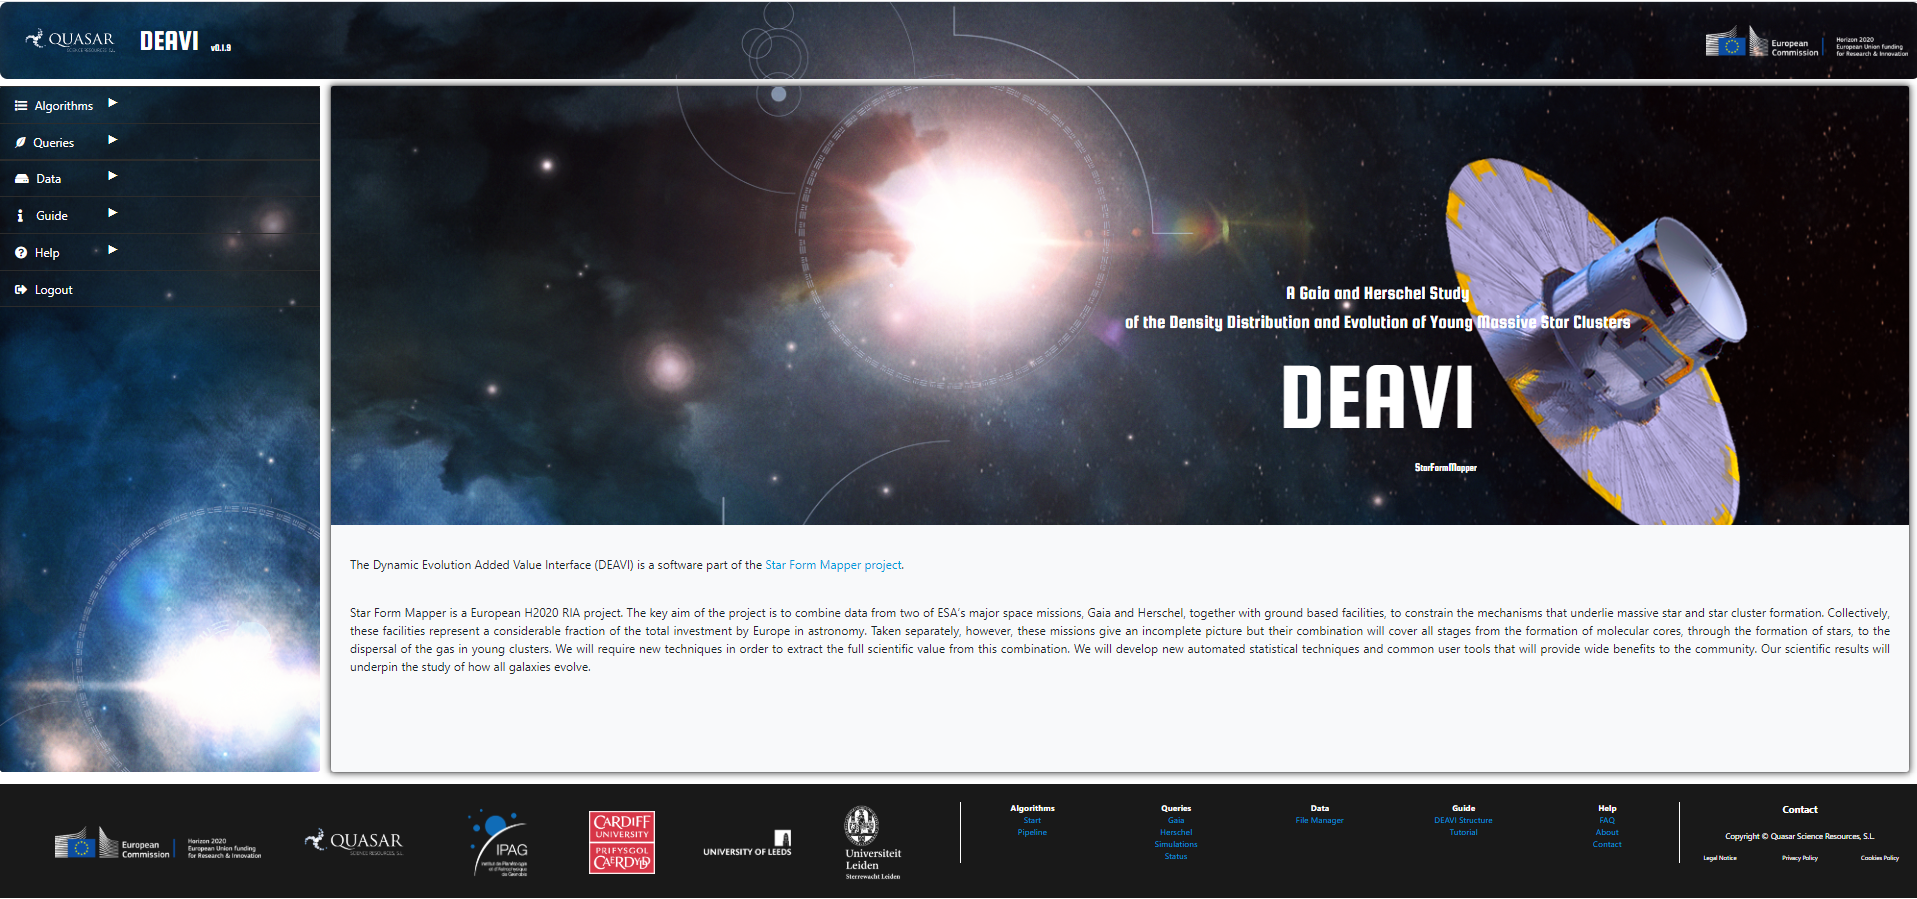 QUASAR
SCIENCE RESOURCES, S.L.
DEAVI v0.1.9
European
Commission
Horizon 2020
European Union funding
for Research & Innovation
Algorithms
Queries
Data
Guide
Help
Logout
A Gaia and Herschel Study
of the Density Distribution and Evolution of Young Massive Star Clusters
DEAVI
StarFormMapper
The Dynamic Evolution Added Value Interface (DEAVI) is a software part of the Star Form Mapper project.
Star Form Mapper is a European H2020 RIA project. The key aim of the project is to combine data from two of ESA's major space missions, Gaia and Herschel, together with ground based facilities, to constrain the mechanisms that underlie massive star and star cluster formation. Collectively,
these facilities represent a considerable fraction of the total investment by Europe in astronomy. Taken separately, however, these missions give an incomplete picture but their combination will cover all stages from the formation of molecular cores, through the formation of stars, to the
dispersal of the gas in young clusters. We will require new techniques in order to extract the full scientific value from this combination. We will develop new automated statistical techniques and common user tools that will provide wide benefits to the community. Our scientific results will
underpin the study of how all galaxies evolve.
European
Commission
Horizon 2020
European Union funding
for Research & Innovation
QUASAR
SCIENCE RESOURCES, S.L.
IPAG
Institut de Planétologie
et d'Astrophysique
de Grenoble
CARDIFF
UNIVERSITY
PRIFYSGOL
CAERDYDD
UNIVERSITY OF LEEDS
Universiteit
Leiden
Sterrewacht Leiden
Algorithms
Start
Pipeline
Queries
Gaia
Herschel
Simulations
Status
Data
File Manager
Guide
DEAVI Structure
Tutorial
Help
FAQ
About
Contact
Contact
Copyright © Quasar Science Resources, S.L.
Legal Notice
Privacy Policy
Cookies Policy